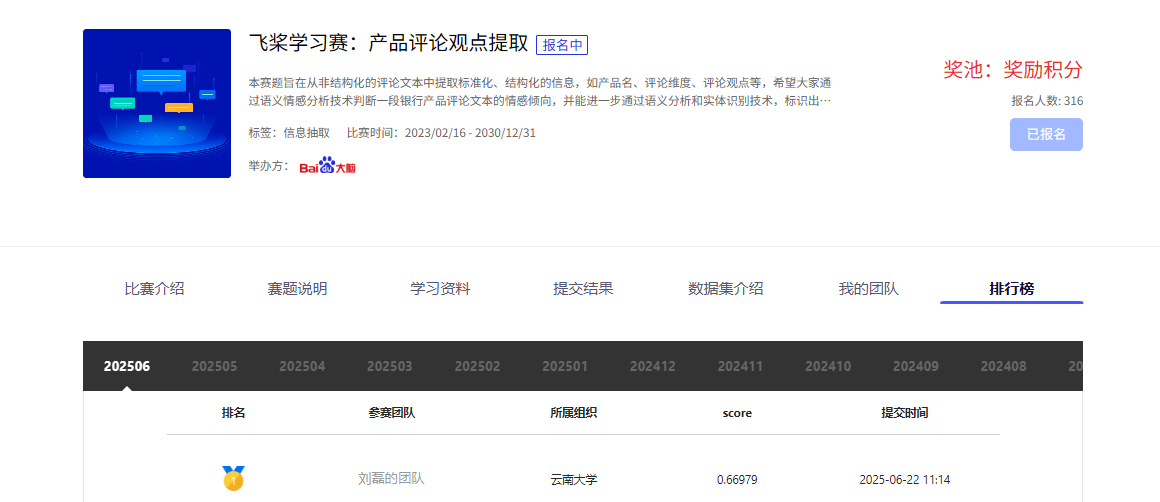 飞桨学习赛：产品评论观点提取 报名中
本赛题旨在从非结构化的评论文本中提取标准化、结构化的信息，如产品名、评论维度、评论观点等，希望大家通
过语义情感分析技术判断一段银行产品评论文本的情感倾向，并能进一步通过语义分析和实体识别技术，标识出…
标签：信息抽取 比赛时间：2023/02/16 - 2030/12/31
举办方： Bai du 大脑
奖池：奖励积分
报名人数: 316
已报名
比赛介绍 赛题说明 学习资料 提交结果 数据集介绍 我的团队 排行榜
202506 202505 202504 202503 202502 202501 202412 202411 202410 202409 202408 20
排名 参赛团队 所属组织 score 提交时间
1 刘磊的团队 云南大学 0.66979 2025-06-22 11:14